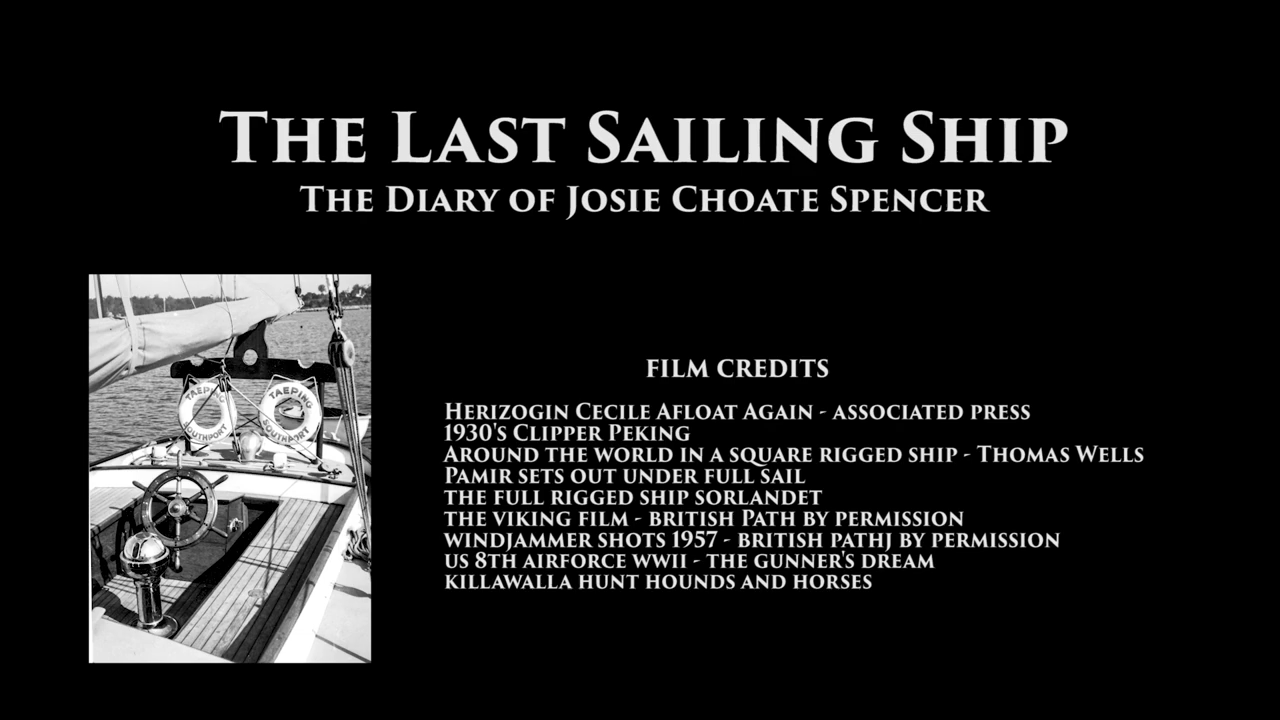 THE LAST SAILING SHIP
THE DIARY OF JOSIE CHOATE SPENCER
TAEPING
SOUTHPORT
TAEPING
SOUTHPORT
FILM CREDITS
HERIZOGIN CECILE AFLOAT AGAIN - ASSOCIATED PRESS
1930'S CLIPPER PEKING
AROUND THE WORLD IN A SQUARE RIGGED SHIP - THOMAS WELLS
PAMIR SETS OUT UNDER FULL SAIL
THE FULL RIGGED SHIP SORLANDET
THE VIKING FILM - BRITISH PATH BY PERMISSION
WINDJAMMER SHOTS 1957 - BRITISH PATHJ BY PERMISSION
US 8TH AIRFORCE WWII - THE GUNNER'S DREAM
KILLAWALLA HUNT HOUNDS AND HORSES